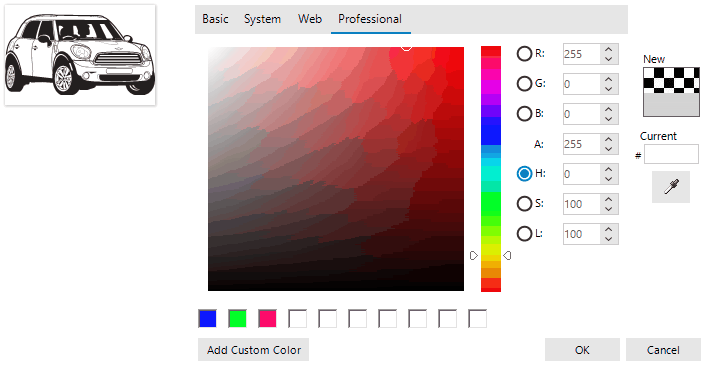 Basic System Web Professional
R: 255
G: 0
B: 0
A: 255
H: 0
S: 100
L: 100
New
Current
#
Add Custom Color
OK Cancel